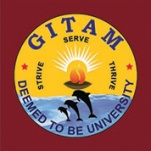 GITAM
STRIVE
SERVE
THRIVE
DEEMED TO BE UNIVERSITY